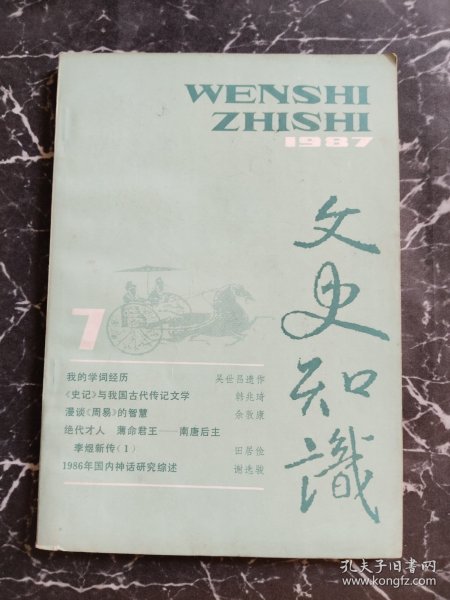 WENSHI
ZHISHI
1987
文史知識
7
我的学词经历 吴世昌遗作
《史记》与我国古代传记文学 韩兆琦
漫谈《周易》的智慧 余敦康
绝代才人 薄命君王——南唐后主
李煜新传(1) 田居俭
1986年国内神话研究综述 谢选骏
孔夫子旧书网
www.kongfz.com